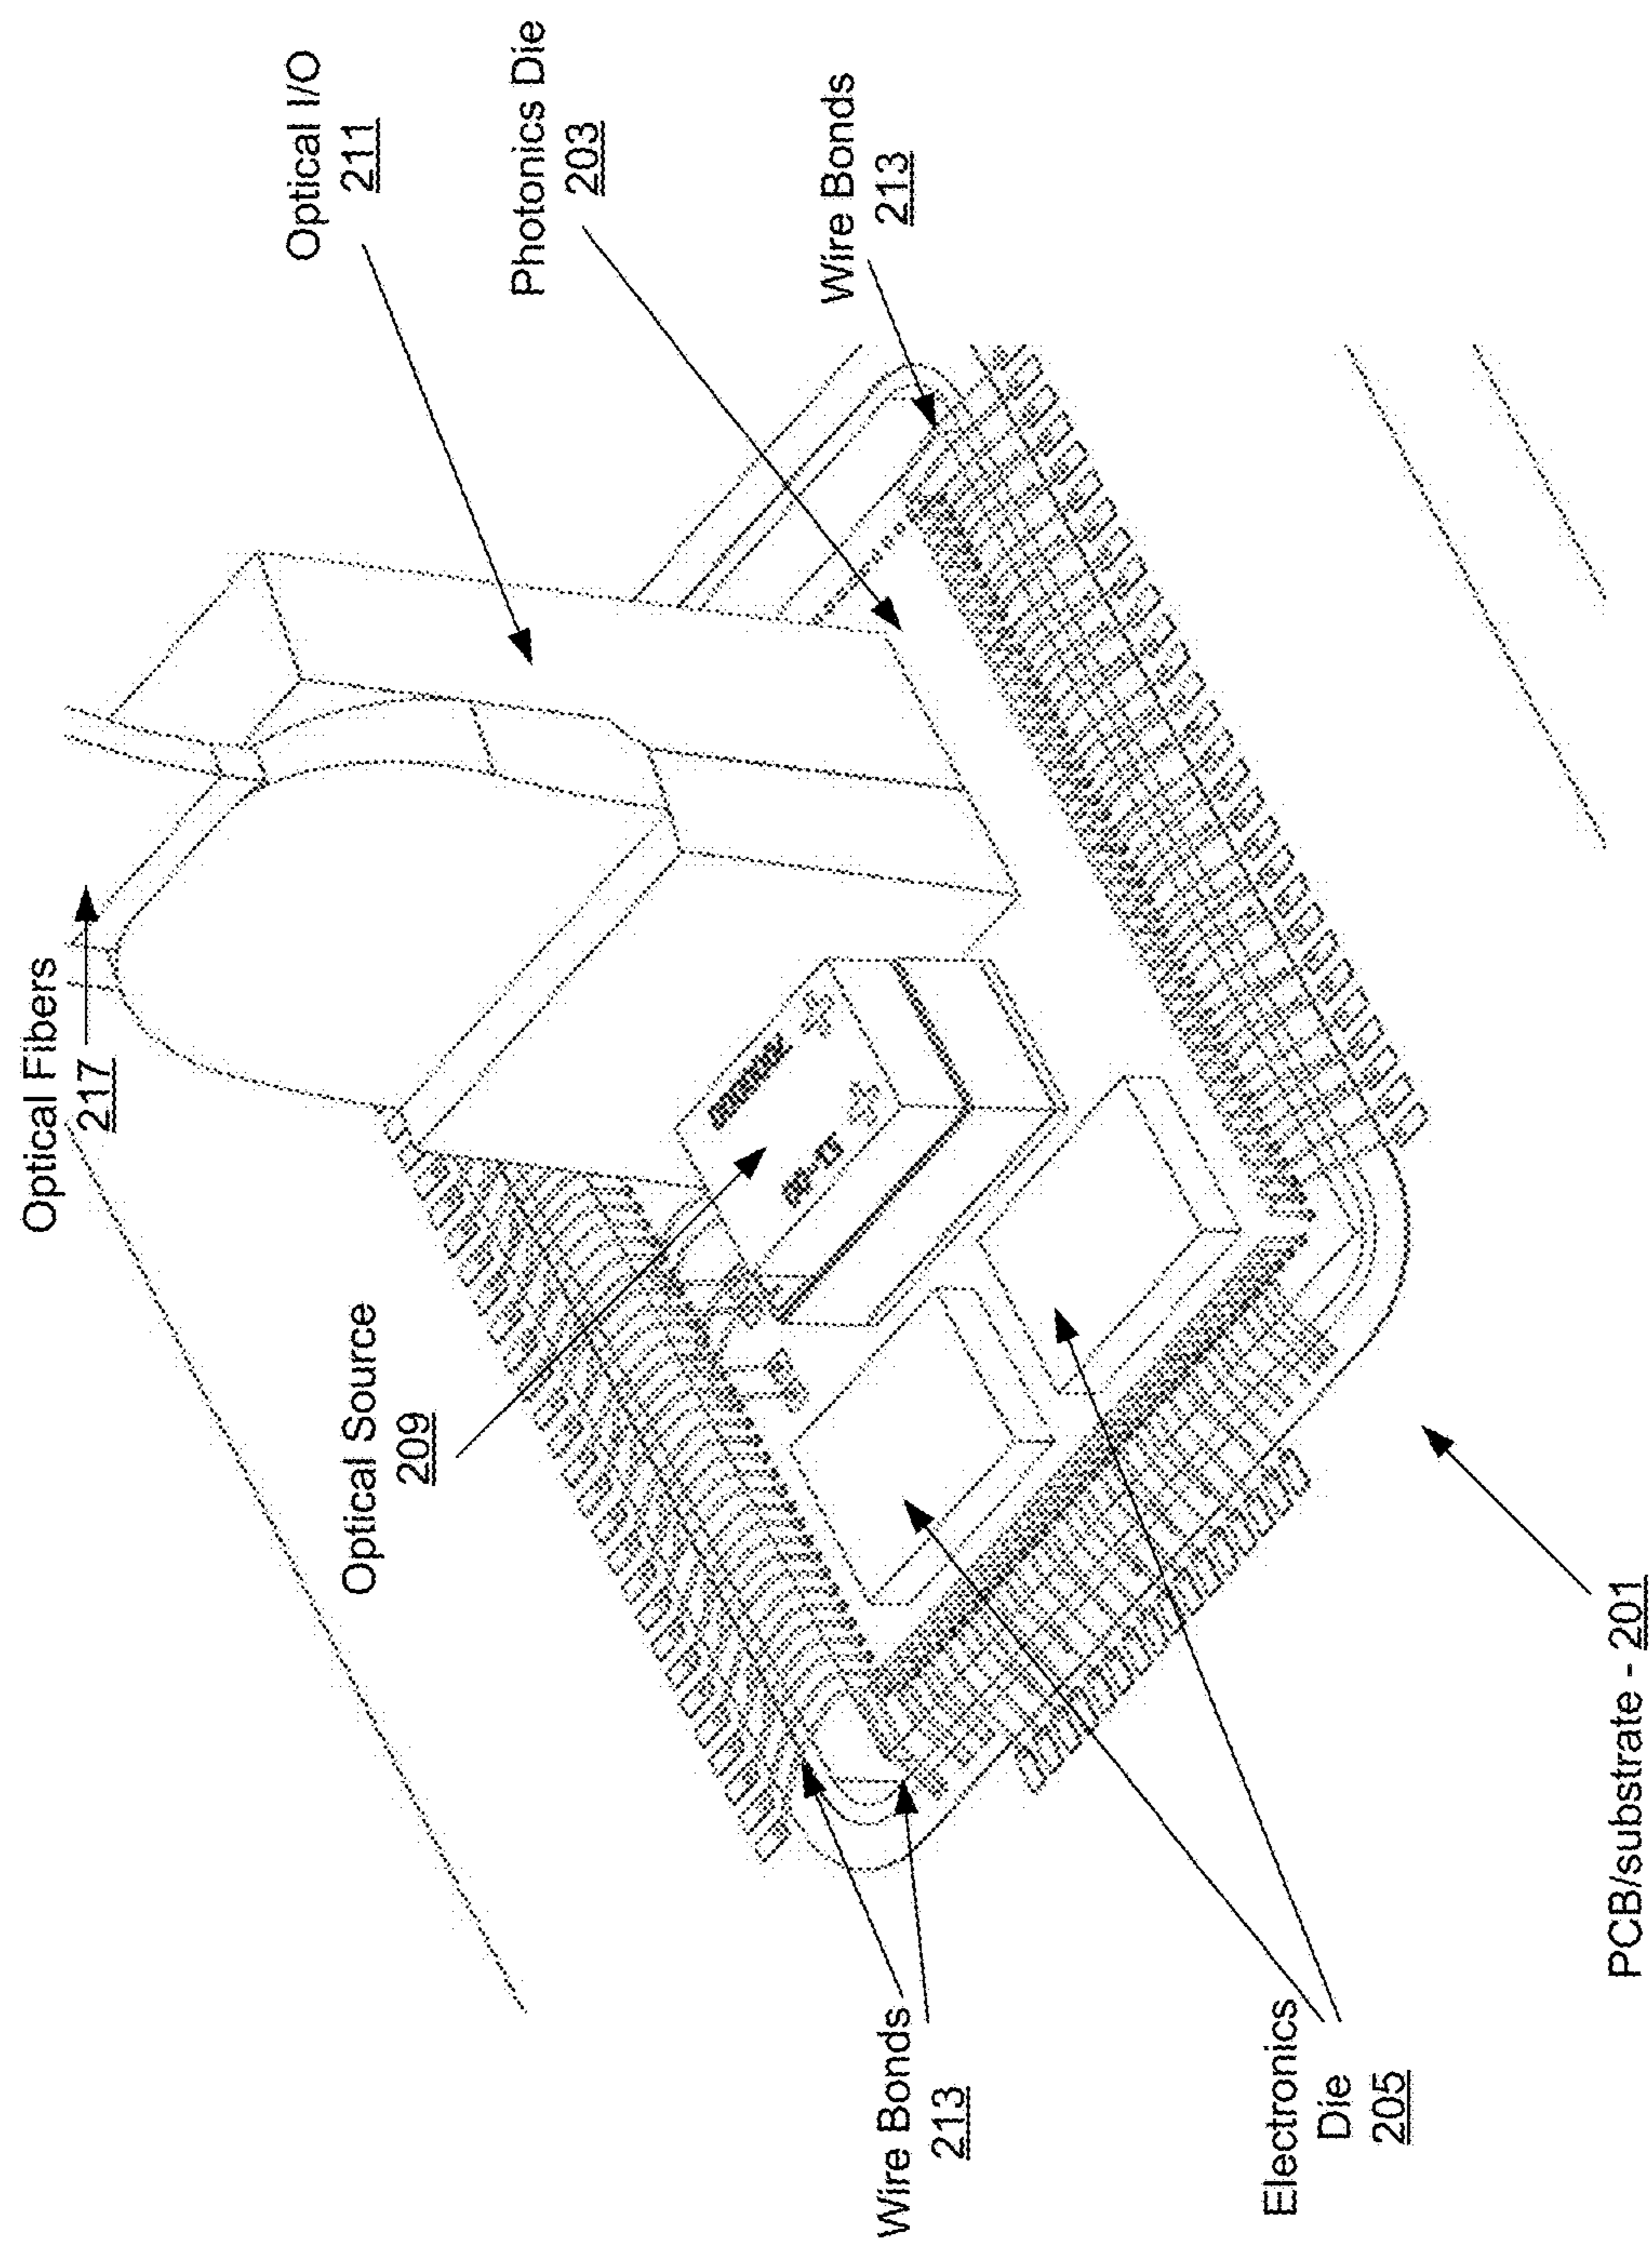 Optical Fibers
217
Optical I/O
211
Optical Source
209
Photonics Die
203
Wire Bonds
213
Wire Bonds
213
Electronics
Die
205
PCB/substrate - 201